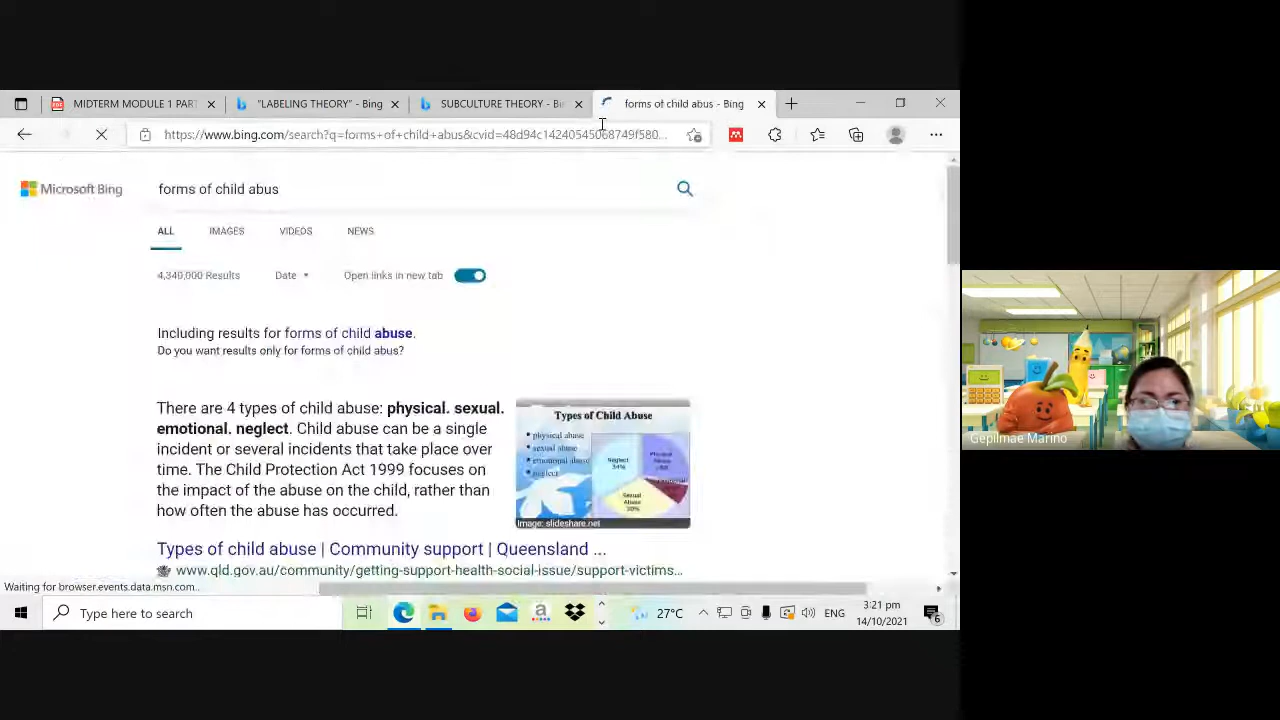 MIDTERM MODULE 1 PART
"LABELING THEORY" - Bing
SUBCULTURE THEORY - Bin
forms of child abus - Bing
https://www.bing.com/search?q=forms+of+child+abus&cvid=48d94c14240545068749f580...
Microsoft Bing
forms of child abus
ALL
IMAGES
VIDEOS
NEWS
4,340,000 Results
Date
Open links in new tab
Including results for forms of child abuse.
Do you want results only for forms of child abus?
There are 4 types of child abuse: physical. sexual.
emotional. neglect. Child abuse can be a single
incident or several incidents that take place over
time. The Child Protection Act 1999 focuses on
the impact of the abuse on the child, rather than
how often the abuse has occurred.
Types of Child Abuse
physical abuse
sexual abuse
emotional abuse
neglect
Neglect
34%
Physical
Abuse
Sexual
Abuse
Image: slideshare.net
Types of child abuse | Community support | Queensland ...
www.qld.gov.au/community/getting-support-health-social-issue/support-victims...
Waiting for browser.events.data.msn.com...
Type here to search
27°C
ENG
3:21 pm
14/10/2021
6
Gepilmae Marino